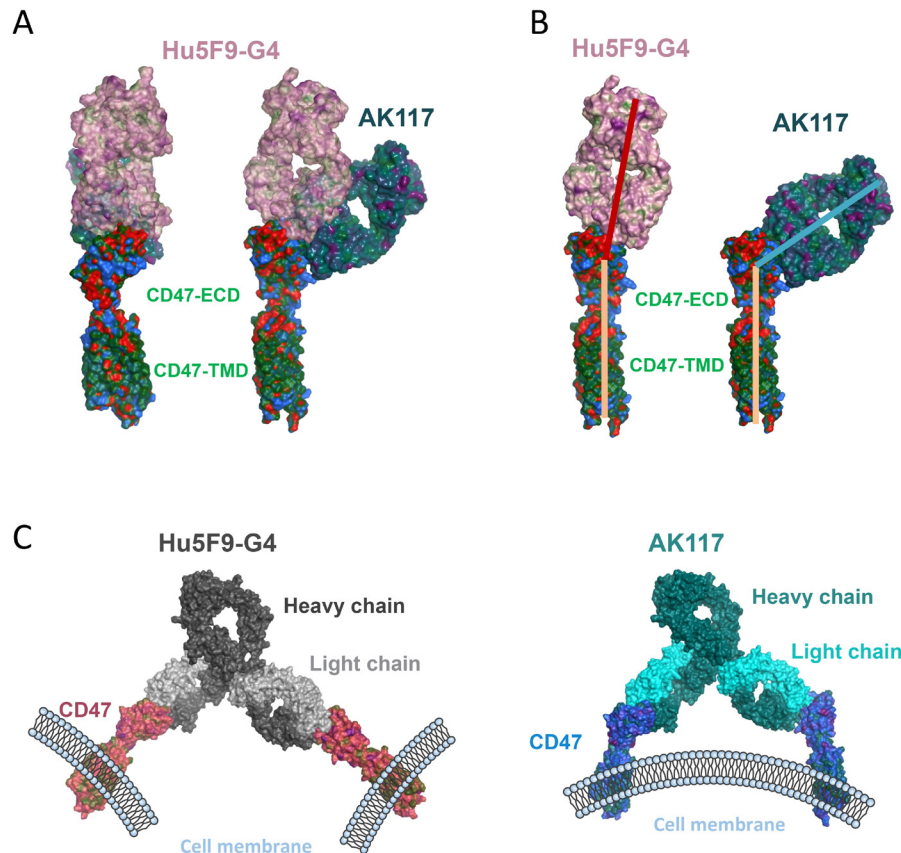 A
Hu5F9-G4
AK117
CD47-ECD
CD47-TMD
B
Hu5F9-G4
AK117
CD47-ECD
CD47-TMD
C
Hu5F9-G4
Heavy chain
Light chain
CD47
Cell membrane
AK117
Heavy chain
Light chain
CD47
Cell membrane